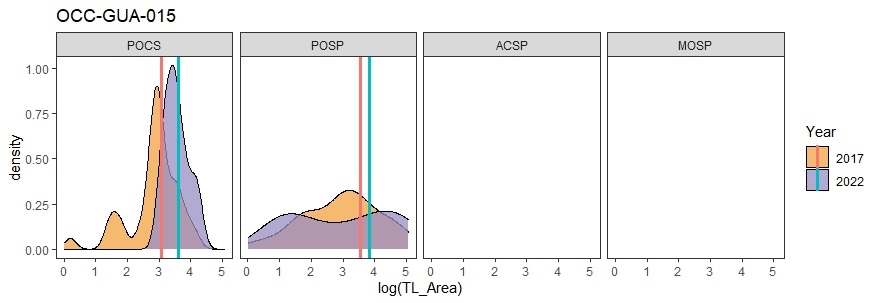 OCC-GUA-015
POCS POSP ACSP MOSP
1.00
0.75
0.50
0.25
0.00
density
0 1 2 3 4 5 0 1 2 3 4 5 0 1 2 3 4 5 0 1 2 3 4 5
log(TL_Area)
Year
2017
2022